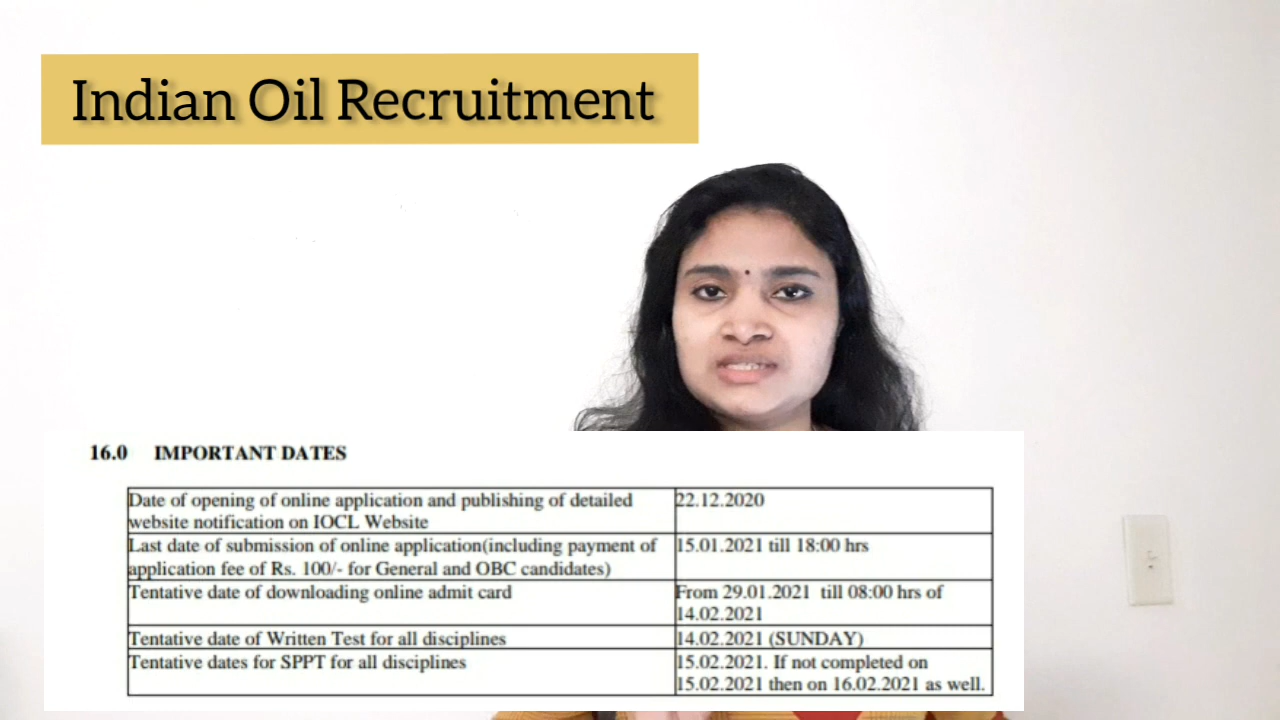 Indian Oil Recruitment
16.0 IMPORTANT DATES
Date of opening of online application and publishing of detailed
website notification on IOCL Website
22.12.2020
Last date of submission of online application(including payment of
application fee of Rs. 100/- for General and OBC candidates)
15.01.2021 till 18:00 hrs
Tentative date of downloading online admit card
From 29.01.2021 till 08:00 hrs of
14.02.2021
Tentative date of Written Test for all disciplines
14.02.2021 (SUNDAY)
Tentative dates for SPPT for all disciplines
15.02.2021. If not completed on
15.02.2021 then on 16.02.2021 as well.